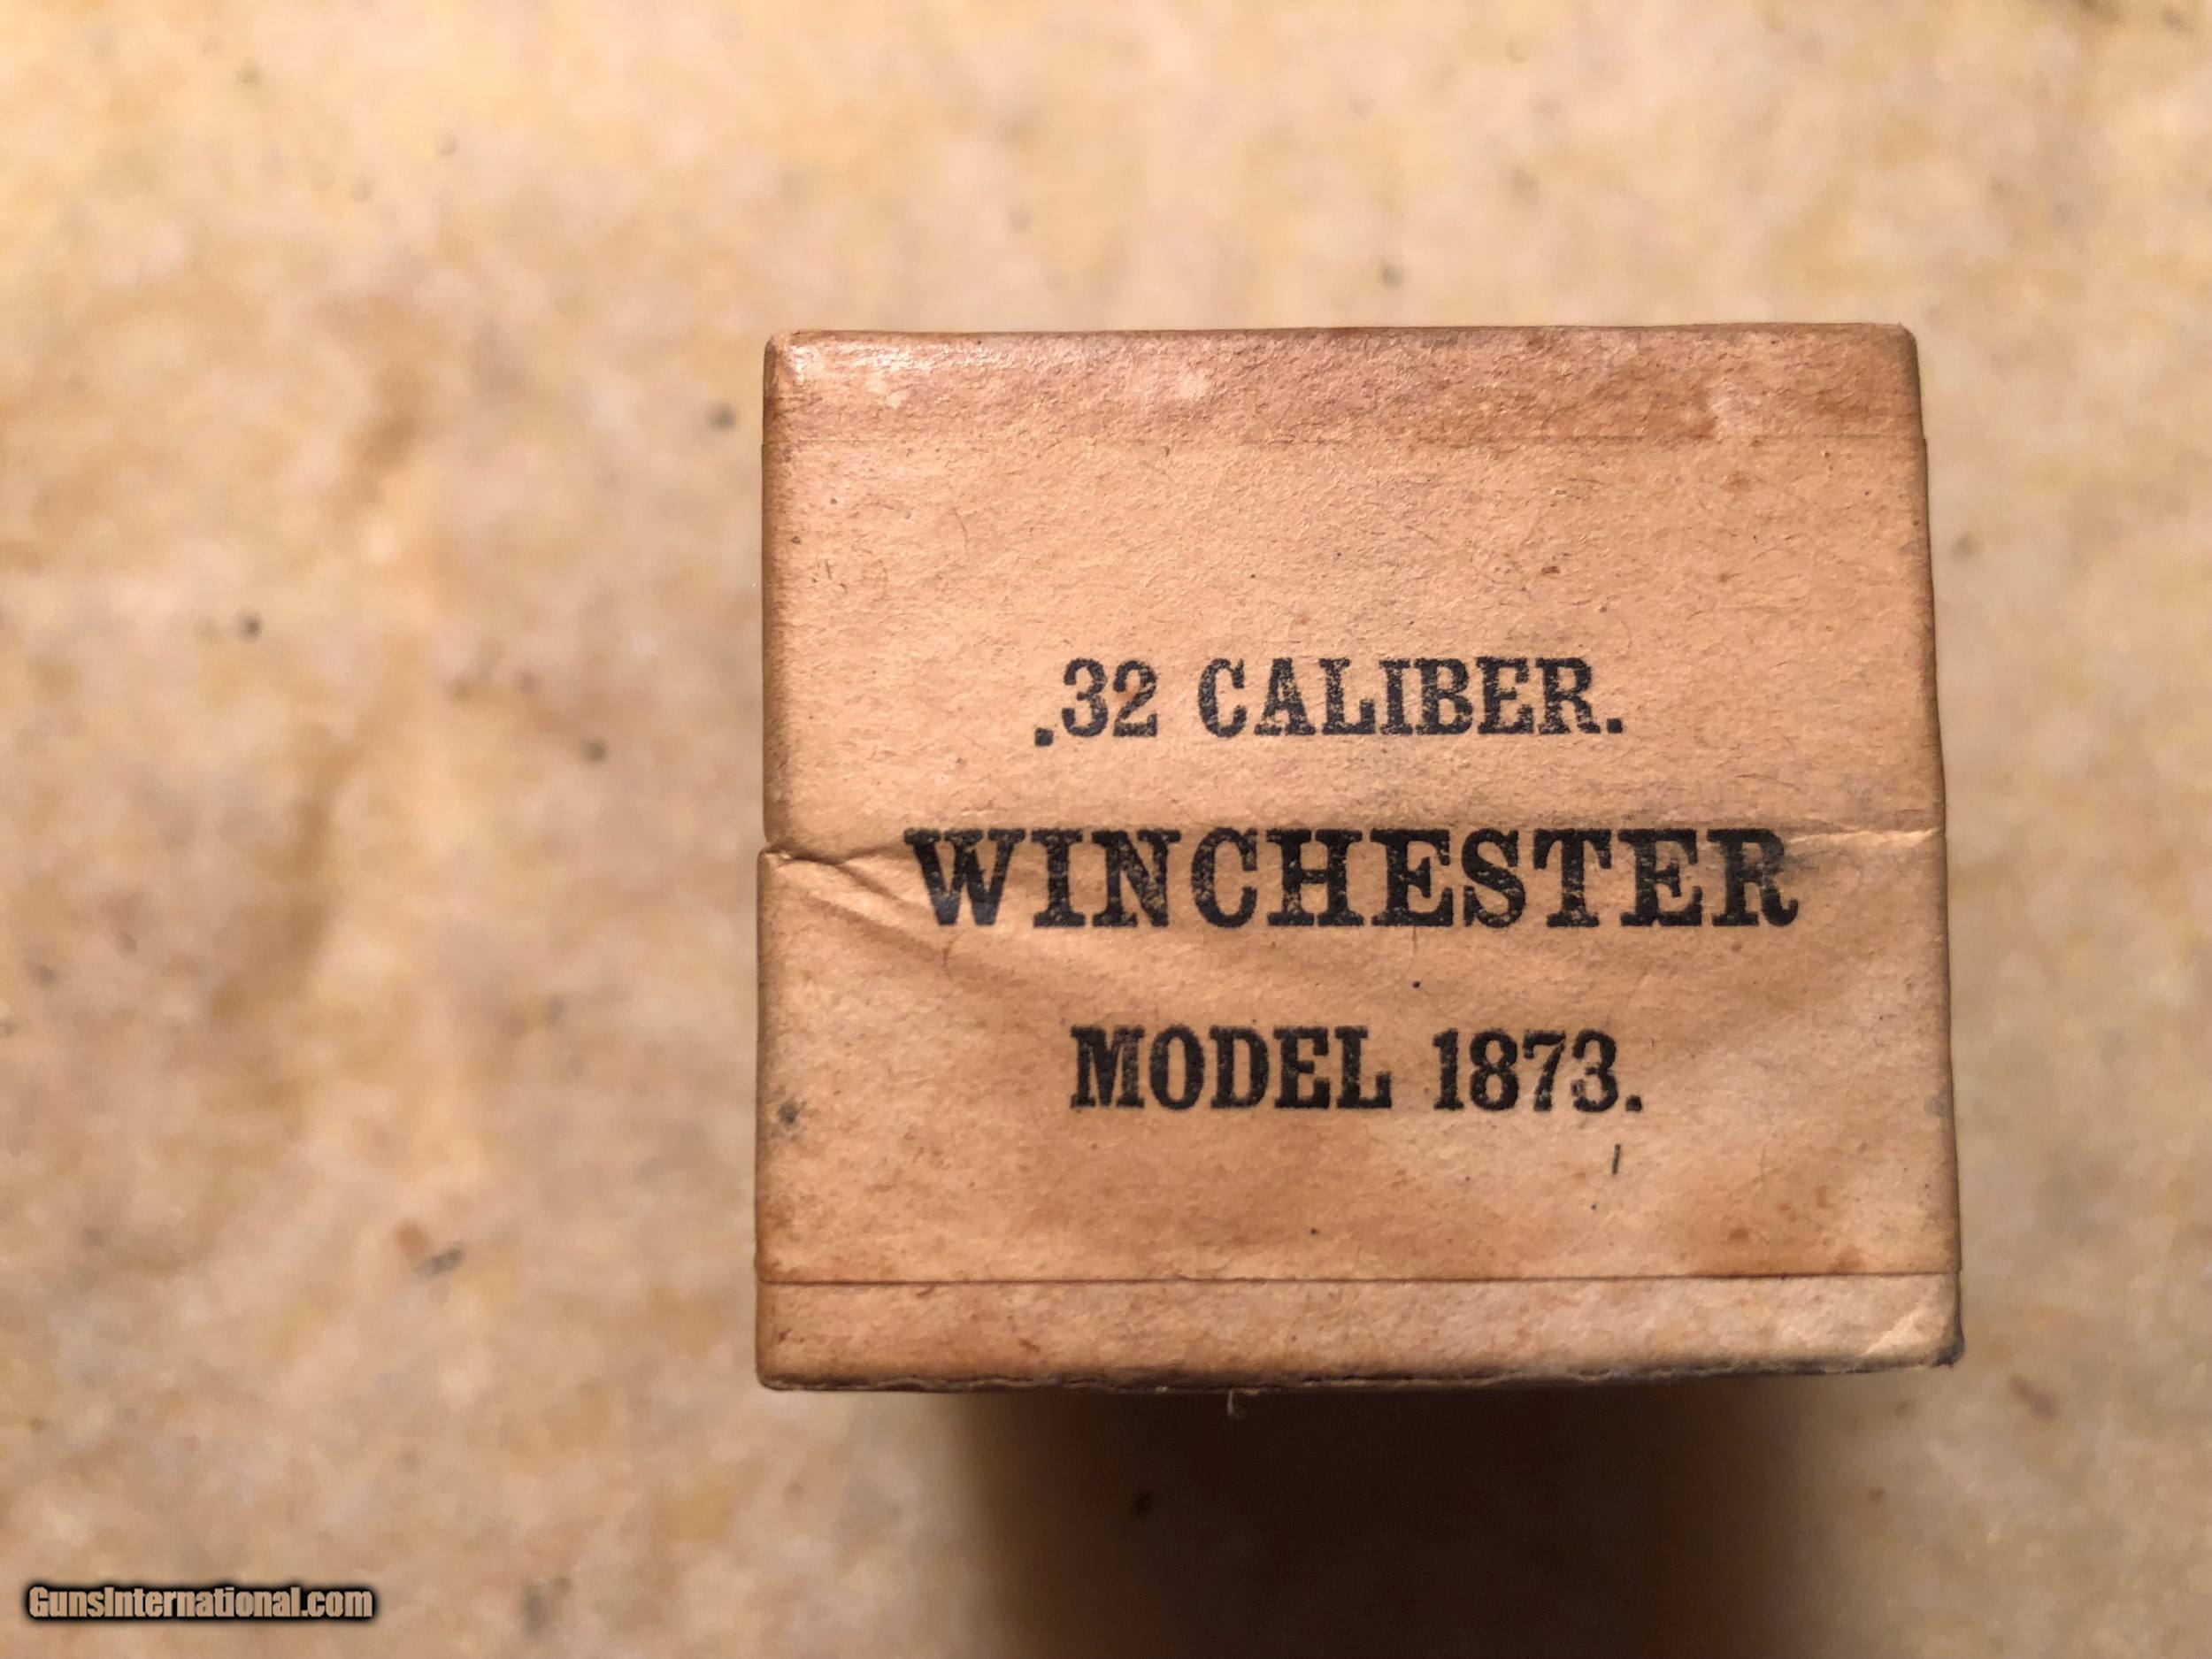 .32 CALIBER.
WINCHESTER
MODEL 1873.
GunsInternational.com